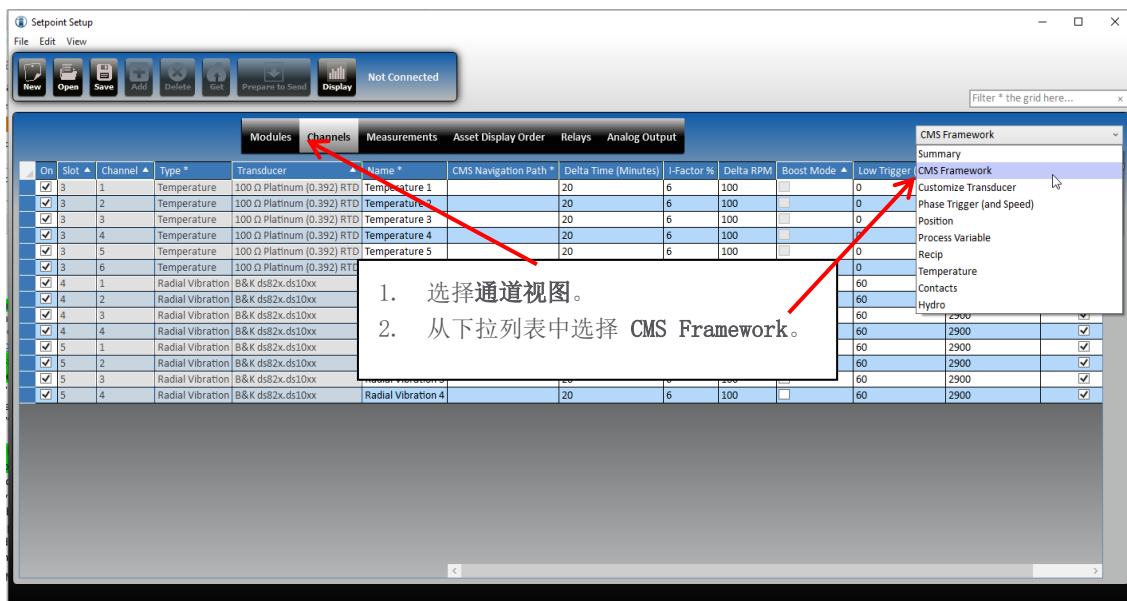 Setpoint Setup
File Edit View
New Open Save Add Delete Get Prepare to Send Display Not Connected
Filter * the grid here... ×
Modules Channels Measurements Asset Display Order Relays Analog Output
CMS Framework
Summary
CMS Framework
Customize Transducer
Phase Trigger (and Speed)
Position
Process Variable
Recip
Temperature
Contacts
Hydro
On Slot Channel Type * Transducer Name * CMS Navigation Path * Delta Time (Minutes) I-Factor % Delta RPM Boost Mode Low Trigger
3 1 Temperature 100 Ω Platinum (0.392) RTD Temperature 1 20 6 100 0
3 2 Temperature 100 Ω Platinum (0.392) RTD Temperature 2 20 6 100 0
3 3 Temperature 100 Ω Platinum (0.392) RTD Temperature 3 20 6 100 0
3 4 Temperature 100 Ω Platinum (0.392) RTD Temperature 4 20 6 100 0
3 5 Temperature 100 Ω Platinum (0.392) RTD Temperature 5 20 6 100 0
3 6 Temperature 100 Ω Platinum (0.392) RTD 0
4 1 Radial Vibration B&K ds82x.ds10xx 60
4 2 Radial Vibration B&K ds82x.ds10xx 60
4 3 Radial Vibration B&K ds82x.ds10xx 60 2900
4 4 Radial Vibration B&K ds82x.ds10xx 60 2900
5 1 Radial Vibration B&K ds82x.ds10xx 60 2900
5 2 Radial Vibration B&K ds82x.ds10xx 60 2900
5 3 Radial Vibration B&K ds82x.ds10xx Radial Vibration 3 20 6 100 60 2900
5 4 Radial Vibration B&K ds82x.ds10xx Radial Vibration 4 20 6 100 60 2900
1. 选择通道视图。
2. 从下拉列表中选择 CMS Framework。